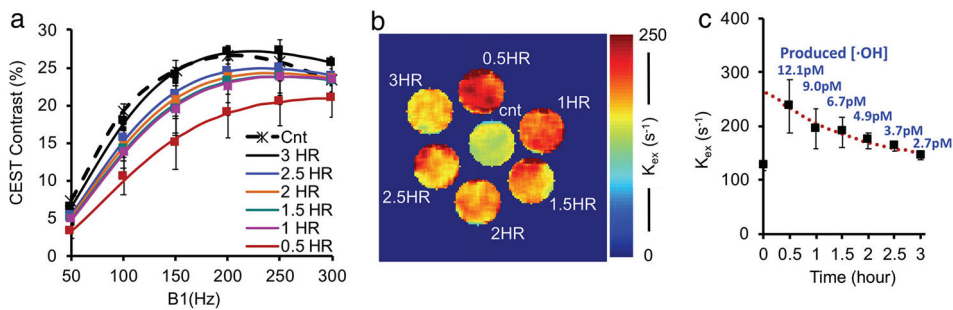 a
CEST Contrast (%)
30
25
20
15
10
5
0
50
100
150
200
250
300
B1(Hz)
Cnt
3 HR
2.5 HR
2 HR
1.5 HR
1 HR
0.5 HR
b
0.5HR
3HR
cnt
1HR
2.5HR
1.5HR
2HR
250
Kex (s⁻¹)
0
c
Kex (s⁻¹)
400
300
200
100
0
Produced [·OH]
12.1pM
9.0pM
6.7pM
4.9pM
3.7pM
2.7pM
0
0.5
1
1.5
2
2.5
3
Time (hour)